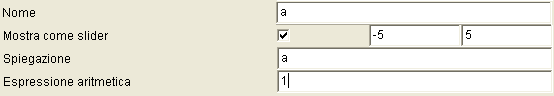 Nome a
Mostra come slider -5 5
Spiegazione a
Espressione aritmetica 1